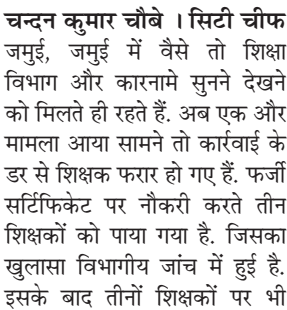 चन्दन कुमार चौबे । सिटी चीफ
जमुई, जमुई में वैसे तो शिक्षा
विभाग और कारनामे सुनने देखने
को मिलते ही रहते हैं. अब एक और
मामला आया सामने तो कार्रवाई के
डर से शिक्षक फरार हो गए हैं. फर्जी
सर्टिफिकेट पर नौकरी करते तीन
शिक्षकों को पाया गया है. जिसका
खुलासा विभागीय जांच में हुई है.
इसके बाद तीनों शिक्षकों पर भी